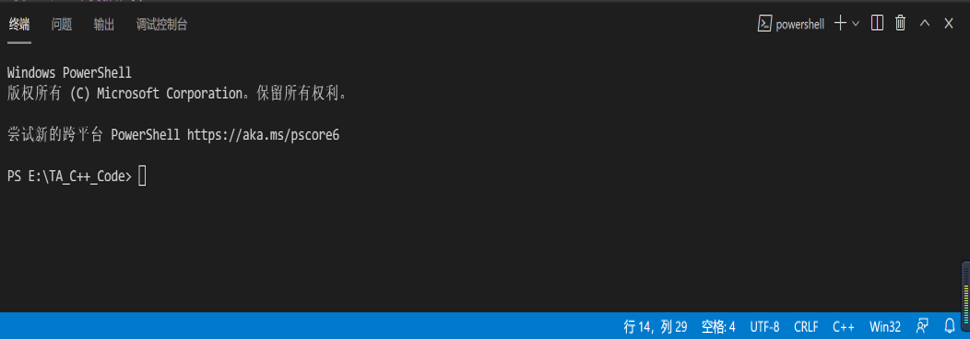 终端 问题 输出 调试控制台 powershell
Windows PowerShell
版权所有 (C) Microsoft Corporation。保留所有权利。
尝试新的跨平台 PowerShell https://aka.ms/pscore6
PS E:\TA_C++_Code>
行 14，列 29 空格: 4 UTF-8 CRLF C++ Win32